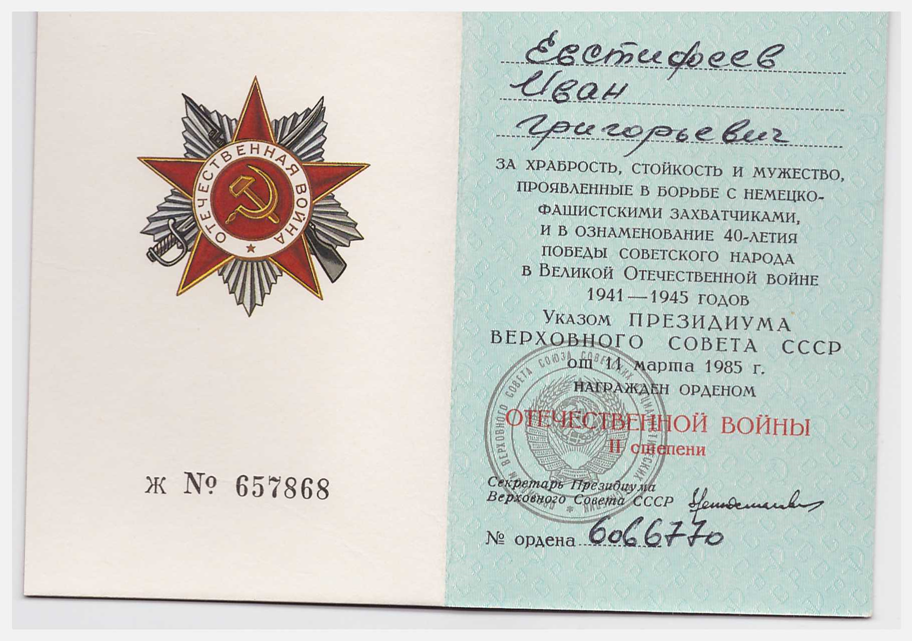 ОТЕЧЕСТВЕННАЯ ВОЙНА
Ж № 657868
Евстифеев
Иван
Григорьевич
ЗА ХРАБРОСТЬ, СТОЙКОСТЬ И МУЖЕСТВО,
ПРОЯВЛЕННЫЕ В БОРЬБЕ С НЕМЕЦКО-
ФАШИСТСКИМИ ЗАХВАТЧИКАМИ,
И В ОЗНАМЕНОВАНИЕ 40-ЛЕТИЯ
ПОБЕДЫ СОВЕТСКОГО НАРОДА
В ВЕЛИКОЙ ОТЕЧЕСТВЕННОЙ ВОЙНЕ
1941—1945 ГОДОВ
УКАЗОМ ПРЕЗИДИУМА
ВЕРХОВНОГО СОВЕТА СССР
от 11 марта 1985 г.
НАГРАЖДЕН ОРДЕНОМ
ОТЕЧЕСТВЕННОЙ ВОЙНЫ
II степени
Секретарь Президиума
Верховного Совета СССР
№ ордена 6066770